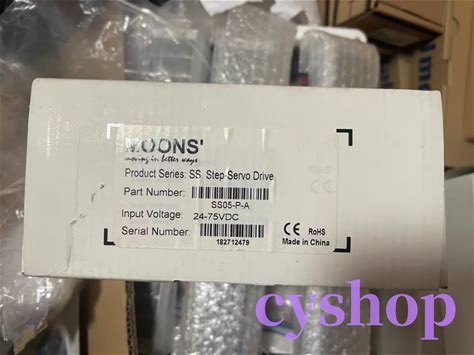 MOONS'
moving in better ways
Product Series: SS Step-Servo Drive
Part Number:
SS05-P-A
Input Voltage: 24-75VDC
Serial Number:
182712479
CE RoHS
Made in China
cyshop